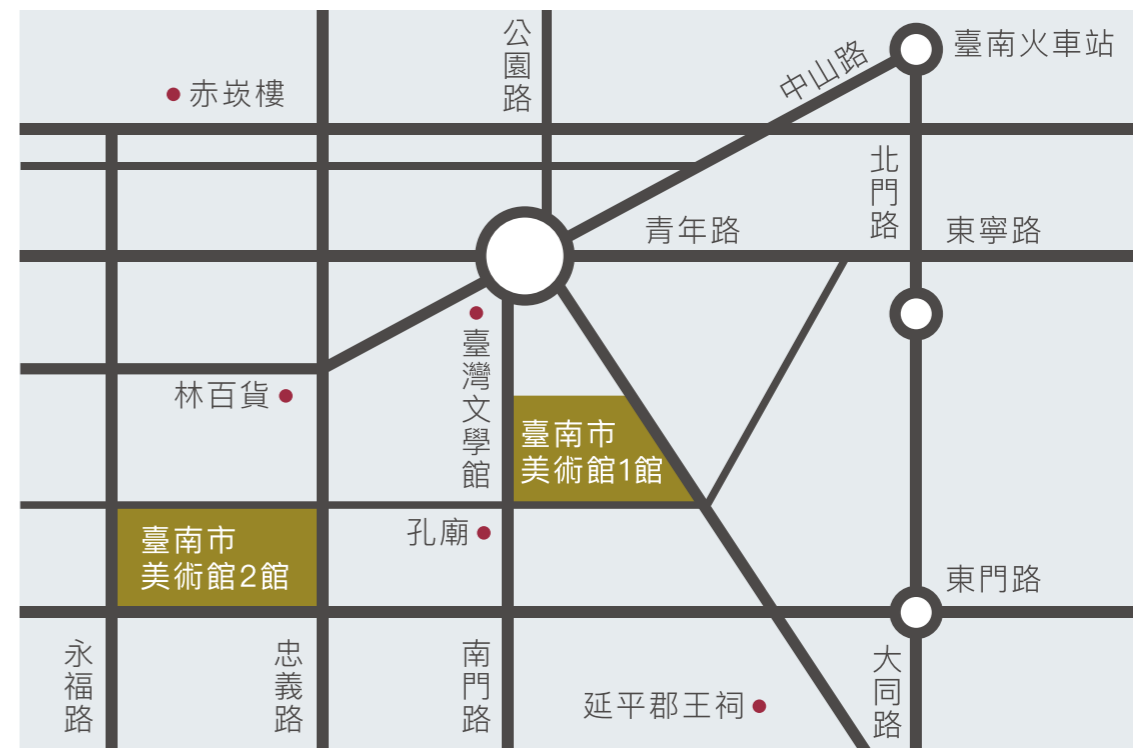 公園路
中山路
臺南火車站
赤崁樓
北門路
青年路
東寧路
臺灣文學館
林百貨
臺南市
美術館1館
孔廟
臺南市
美術館2館
東門路
永福路
忠義路
南門路
延平郡王祠
大同路